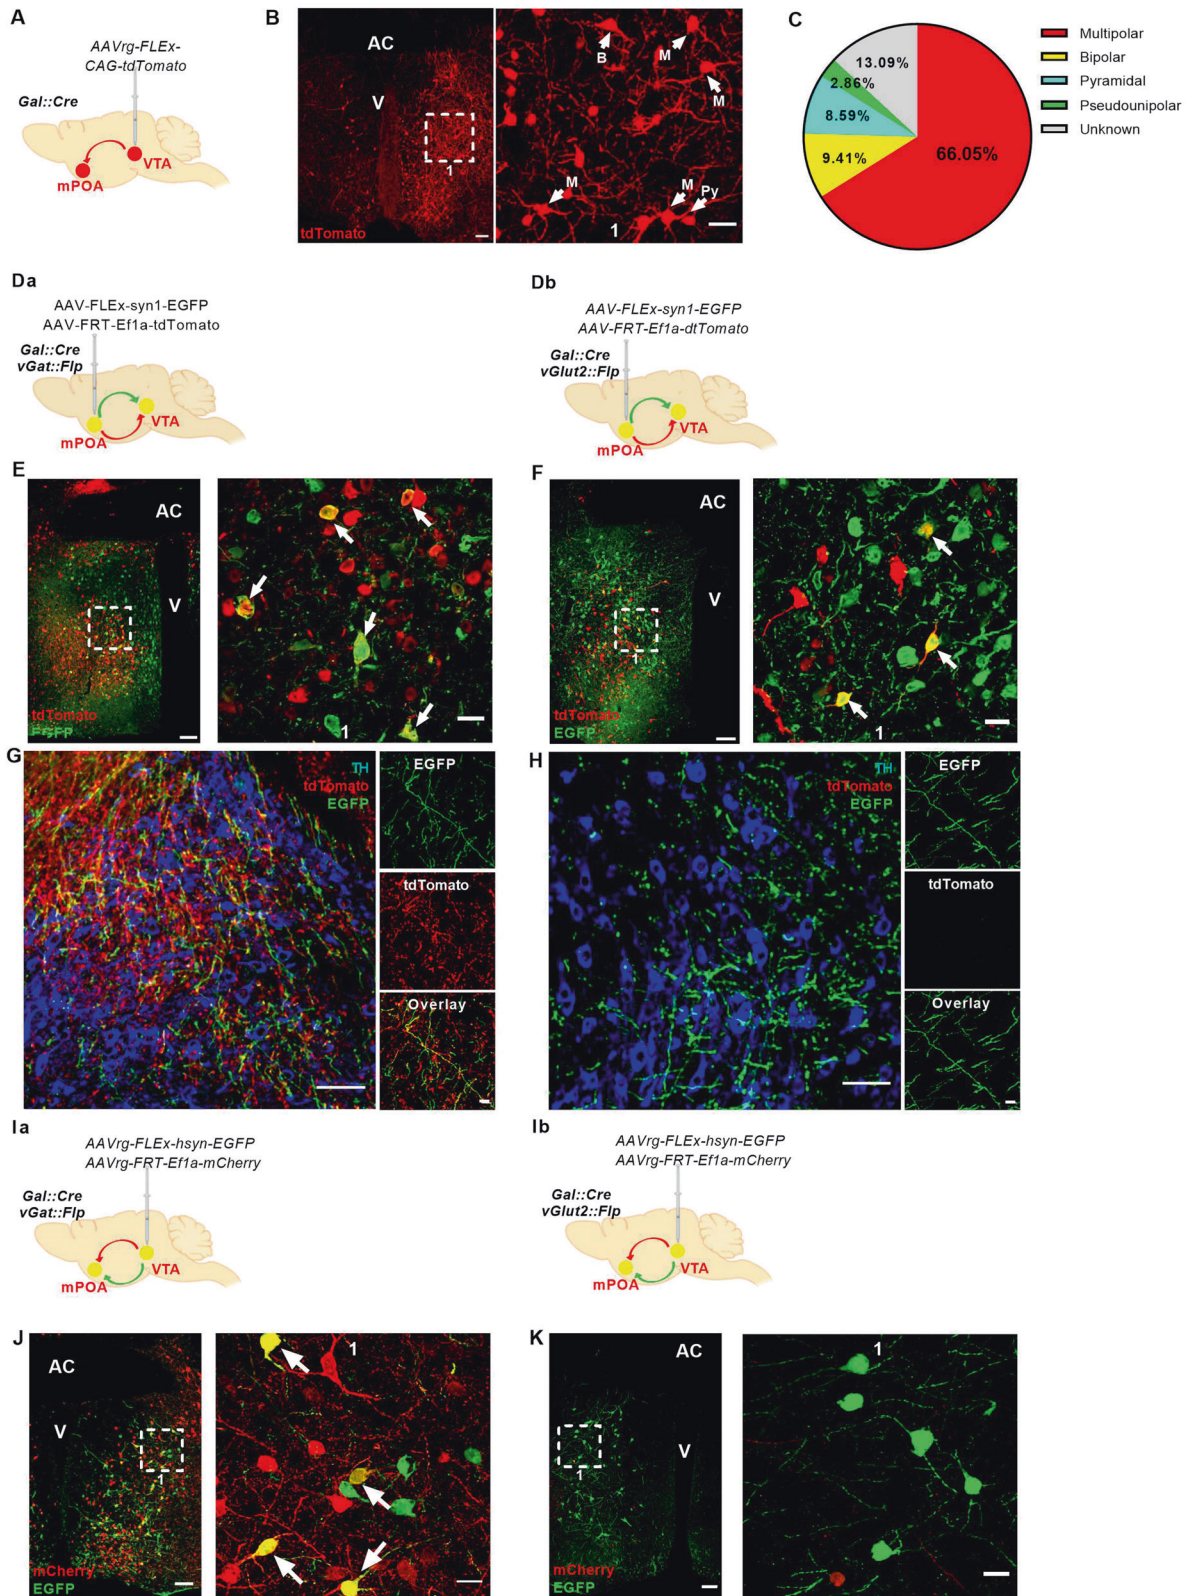 A
AAVrg-FLEx-
CAG-tdTomato
Gal::Cre
VTA
mPOA
B
AC
V
1
tdTomato
B
M
M
M
M
Py
1
C
13.09%
2.86%
8.59%
9.41%
66.05%
Multipolar
Bipolar
Pyramidal
Pseudounipolar
Unknown
Da
AAV-FLEx-syn1-EGFP
AAV-FRT-Ef1a-tdTomato
Gal::Cre
vGat::Flp
VTA
mPOA
Db
AAV-FLEx-syn1-EGFP
AAV-FRT-Ef1a-dtTomato
Gal::Cre
vGlut2::Flp
VTA
mPOA
E
AC
V
1
tdTomato
EGFP
1
F
AC
V
1
tdTomato
EGFP
1
G
TH
tdTomato
EGFP
EGFP
tdTomato
Overlay
H
TH
tdTomato
EGFP
EGFP
tdTomato
Overlay
Ia
AAVrg-FLEx-hsyn-EGFP
AAVrg-FRT-Ef1a-mCherry
Gal::Cre
vGat::Flp
VTA
mPOA
Ib
AAVrg-FLEx-hsyn-EGFP
AAVrg-FRT-Ef1a-mCherry
Gal::Cre
vGlut2::Flp
VTA
mPOA
J
AC
V
1
mCherry
EGFP
1
K
AC
V
1
mCherry
EGFP
1